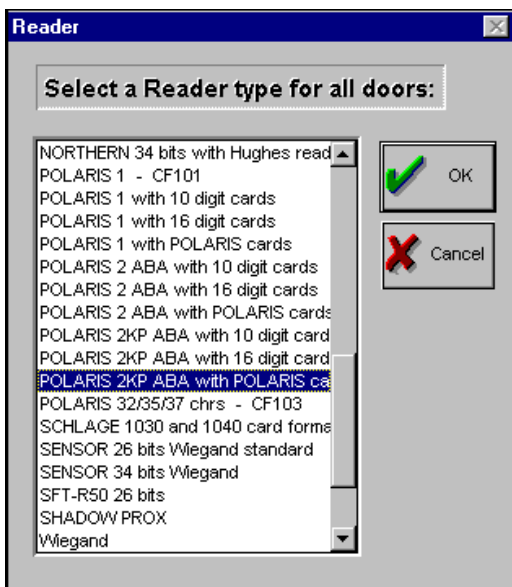 Reader
Select a Reader type for all doors:
NORTHERN 34 bits with Hughes read
POLARIS 1  -  CF101
POLARIS 1 with 10 digit cards
POLARIS 1 with 16 digit cards
POLARIS 1 with POLARIS cards
POLARIS 2 ABA with 10 digit cards
POLARIS 2 ABA with 16 digit cards
POLARIS 2 ABA with POLARIS cards
POLARIS 2KP ABA with 10 digit card
POLARIS 2KP ABA with 16 digit card
POLARIS 2KP ABA with POLARIS ca
POLARIS 32/35/37 chrs  -  CF103
SCHLAGE 1030 and 1040 card forma
SENSOR 26 bits Wiegand standard
SENSOR 34 bits Wiegand
SFT-R50 26 bits
SHADOW PROX
Wiegand
OK
Cancel